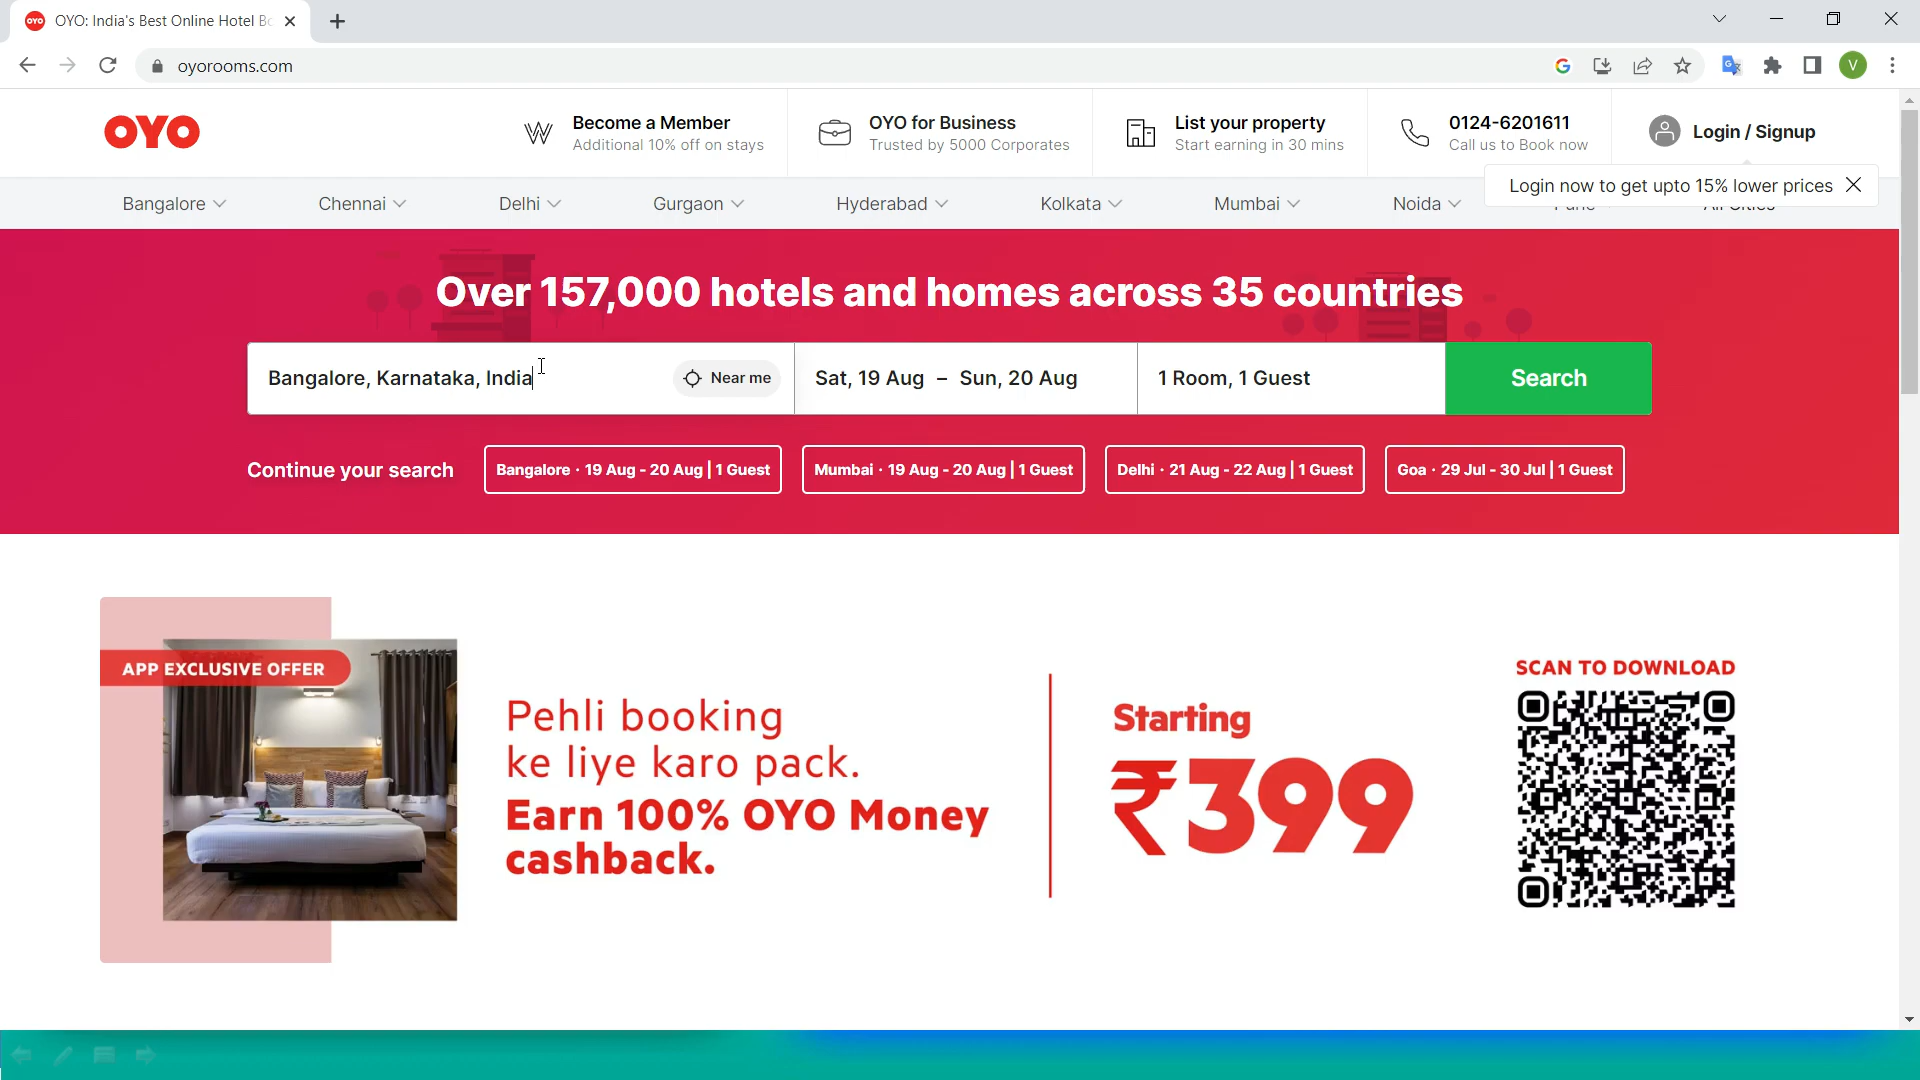 OYO: India's Best Online Hotel Bo
oyorooms.com
V
OYO
Become a Member
Additional 10% off on stays
OYO for Business
Trusted by 5000 Corporates
List your property
Start earning in 30 mins
0124-6201611
Call us to Book now
Login / Signup
Login now to get upto 15% lower prices
Bangalore
Chennai
Delhi
Gurgaon
Hyderabad
Kolkata
Mumbai
Noida
Over 157,000 hotels and homes across 35 countries
Bangalore, Karnataka, India
Near me
Sat, 19 Aug – Sun, 20 Aug
1 Room, 1 Guest
Search
Continue your search
Bangalore · 19 Aug - 20 Aug | 1 Guest
Mumbai · 19 Aug - 20 Aug | 1 Guest
Delhi · 21 Aug - 22 Aug | 1 Guest
Goa · 29 Jul - 30 Jul | 1 Guest
APP EXCLUSIVE OFFER
Pehli booking
ke liye karo pack.
Earn 100% OYO Money
cashback.
Starting
₹399
SCAN TO DOWNLOAD